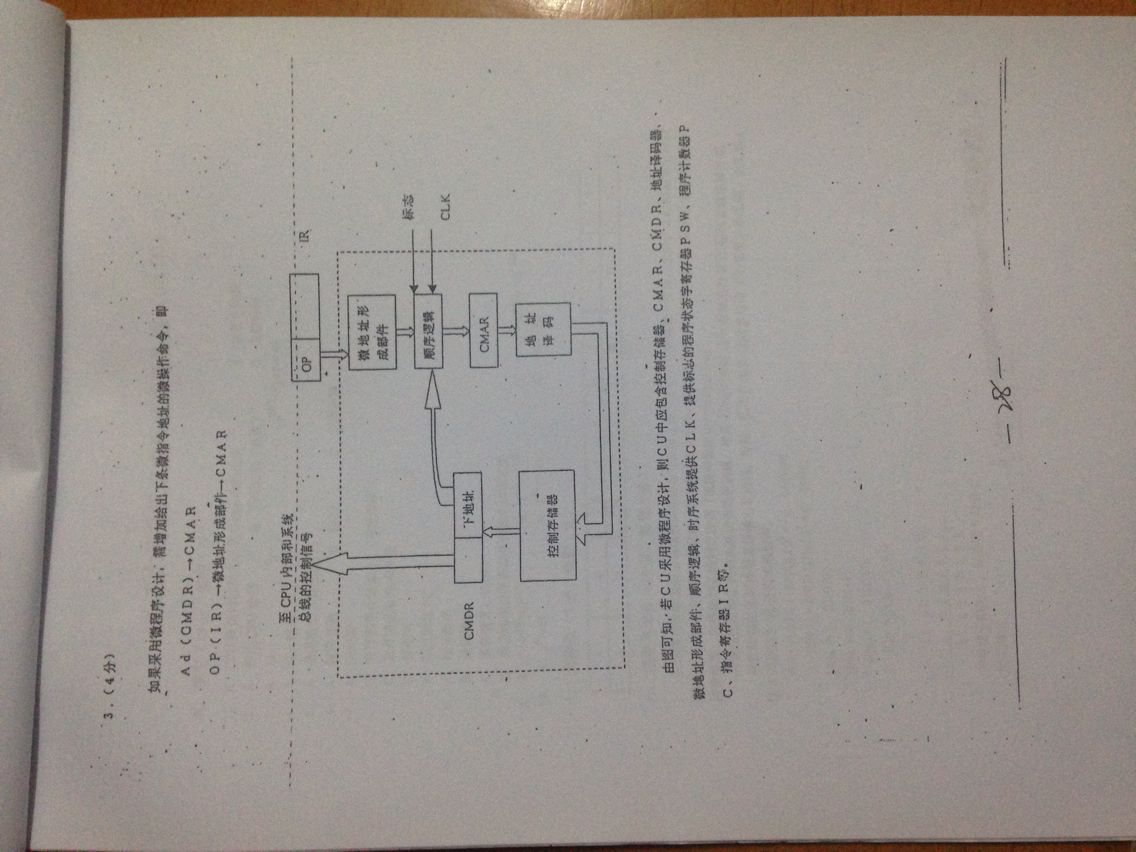 3.(4分)
如果采用微程序设计,需增加给出下条微指令地址的微操作命令,即
Ad(CMDR)→CMAR
OP(IR)→微地址形成部件→CMAR
至CPU内部和系统
总线的控制信号
OP
IR
微地址形
成部件
标态
CLK
CMDR
下地址
顺序逻辑
CMAR
控制存储器
地 址
译 码
由图可知,若CU采用微程序设计,则CU中应包含控制存储器、CMAR、CMDR、地址译码器、
微地址形成部件、顺序逻辑、时序系统提供CLK、提供标志的程序状态字寄存器PSW、程序计数器P
C、指令寄存器IR等。
—28—